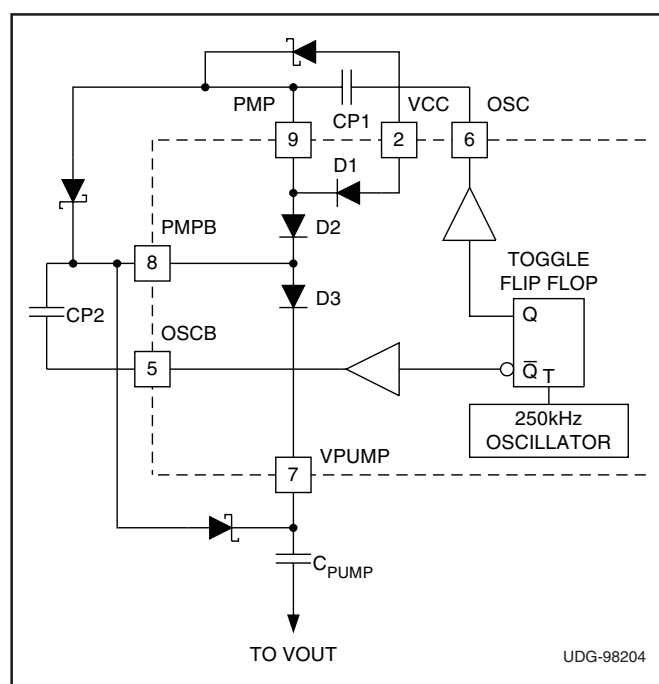 PMP
VCC
OSC
CP1
9
2
6
D1
D2
PMPB
8
D3
TOGGLE
FLIP FLOP
CP2
OSCB
Q
5
Q̅
T
250kHz
OSCILLATOR
VPUMP
7
CPUMP
TO VOUT
UDG-98204